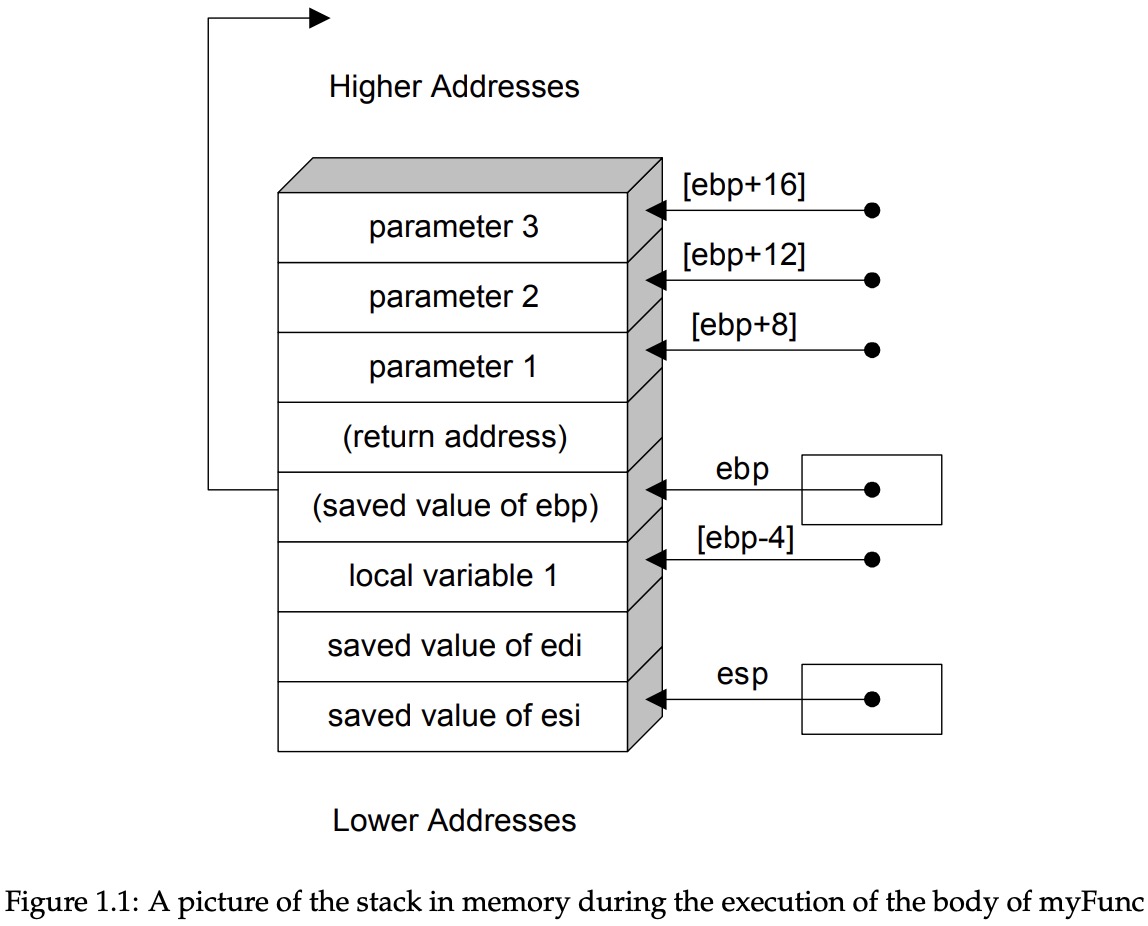 Higher Addresses
[ebp+16]
parameter 3
[ebp+12]
parameter 2
[ebp+8]
parameter 1
(return address)
ebp
(saved value of ebp)
[ebp-4]
local variable 1
saved value of edi
esp
saved value of esi
Lower Addresses
Figure 1.1: A picture of the stack in memory during the execution of the body of myFunc